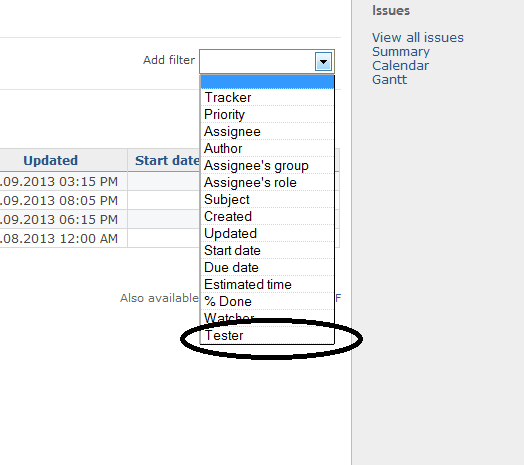 Issues
View all issues
Summary
Calendar
Gantt
Add filter
Tracker
Priority
Assignee
Author
Assignee's group
Assignee's role
Subject
Created
Updated
Start date
Due date
Estimated time
% Done
Watcher
Tester
Updated Start date
.09.2013 03:15 PM
.09.2013 08:05 PM
.09.2013 06:15 PM
.08.2013 12:00 AM
Also available F